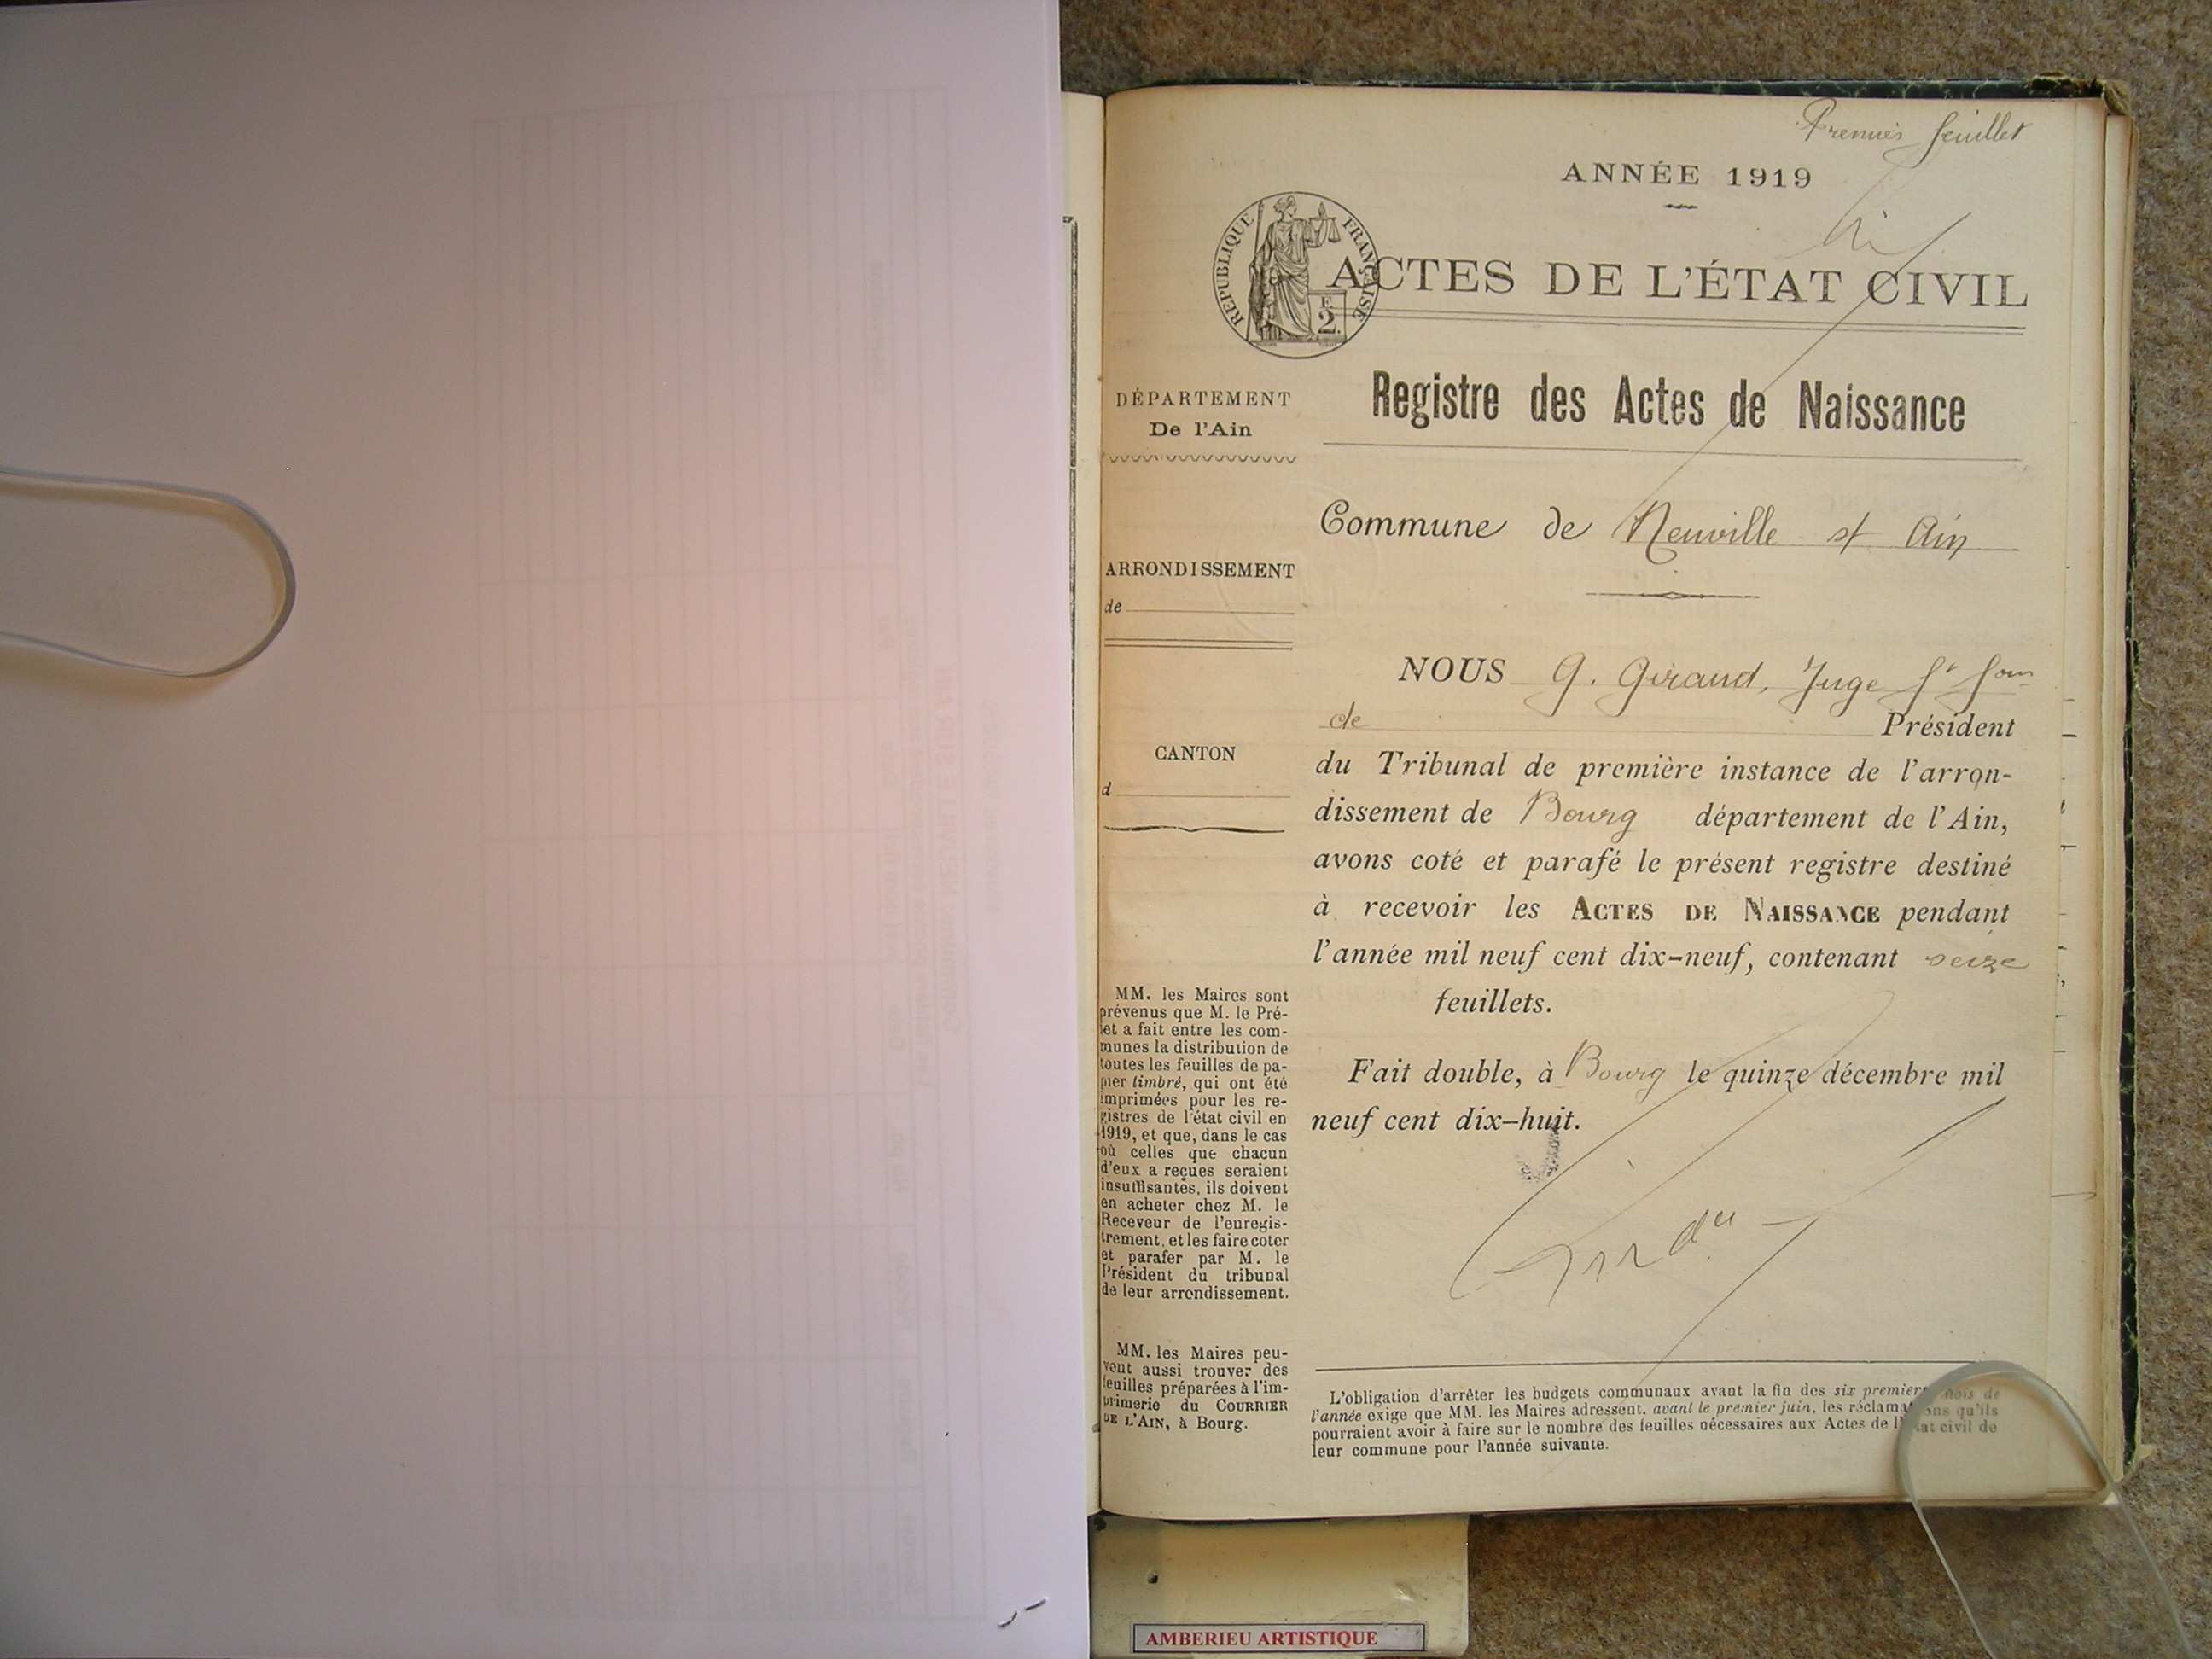 Premier feuillet
ANNÉE 1919
RÉPUBLIQUE FRANÇAISE
2
ACTES DE L'ÉTAT CIVIL
DÉPARTEMENT
De l'Ain
Registre des Actes de Naissance
Commune de Neuville s/ Ain
ARRONDISSEMENT
de
NOUS G. Giraud, Juge
de Président
CANTON
d
du Tribunal de première instance de l'arron-
dissement de Bourg département de l'Ain,
avons coté et parafé le présent registre destiné
à recevoir les ACTES DE NAISSANCE pendant
l'année mil neuf cent dix-neuf, contenant seize
feuillets.
Fait double, à Bourg le quinze décembre mil
neuf cent dix-huit.
MM. les Maires sont
prévenus que M. le Pré-
fet a fait entre les com-
munes la distribution de
toutes les feuilles de pa-
pier timbré, qui ont été
imprimées pour les re-
gistres de l'état civil en
1919, et que, dans le cas
où celles que chacun
d'eux a reçues seraient
insuffisantes, ils doivent
en acheter chez M. le
Receveur de l'enregis-
trement, et les faire coter
et parafer par M. le
Président du tribunal
de leur arrondissement.
MM. les Maires peu-
vent aussi trouver des
feuilles préparées à l'im-
primerie du COURRIER
DE L'AIN, à Bourg.
L'obligation d'arrêter les budgets communaux avant la fin des six premiers mois de
l'année exige que MM. les Maires adressent, avant le premier juin, les réclamations qu'ils
pourraient avoir à faire sur le nombre des feuilles nécessaires aux Actes de l'État civil de
leur commune pour l'année suivante.
AMBERIEU ARTISTIQUE